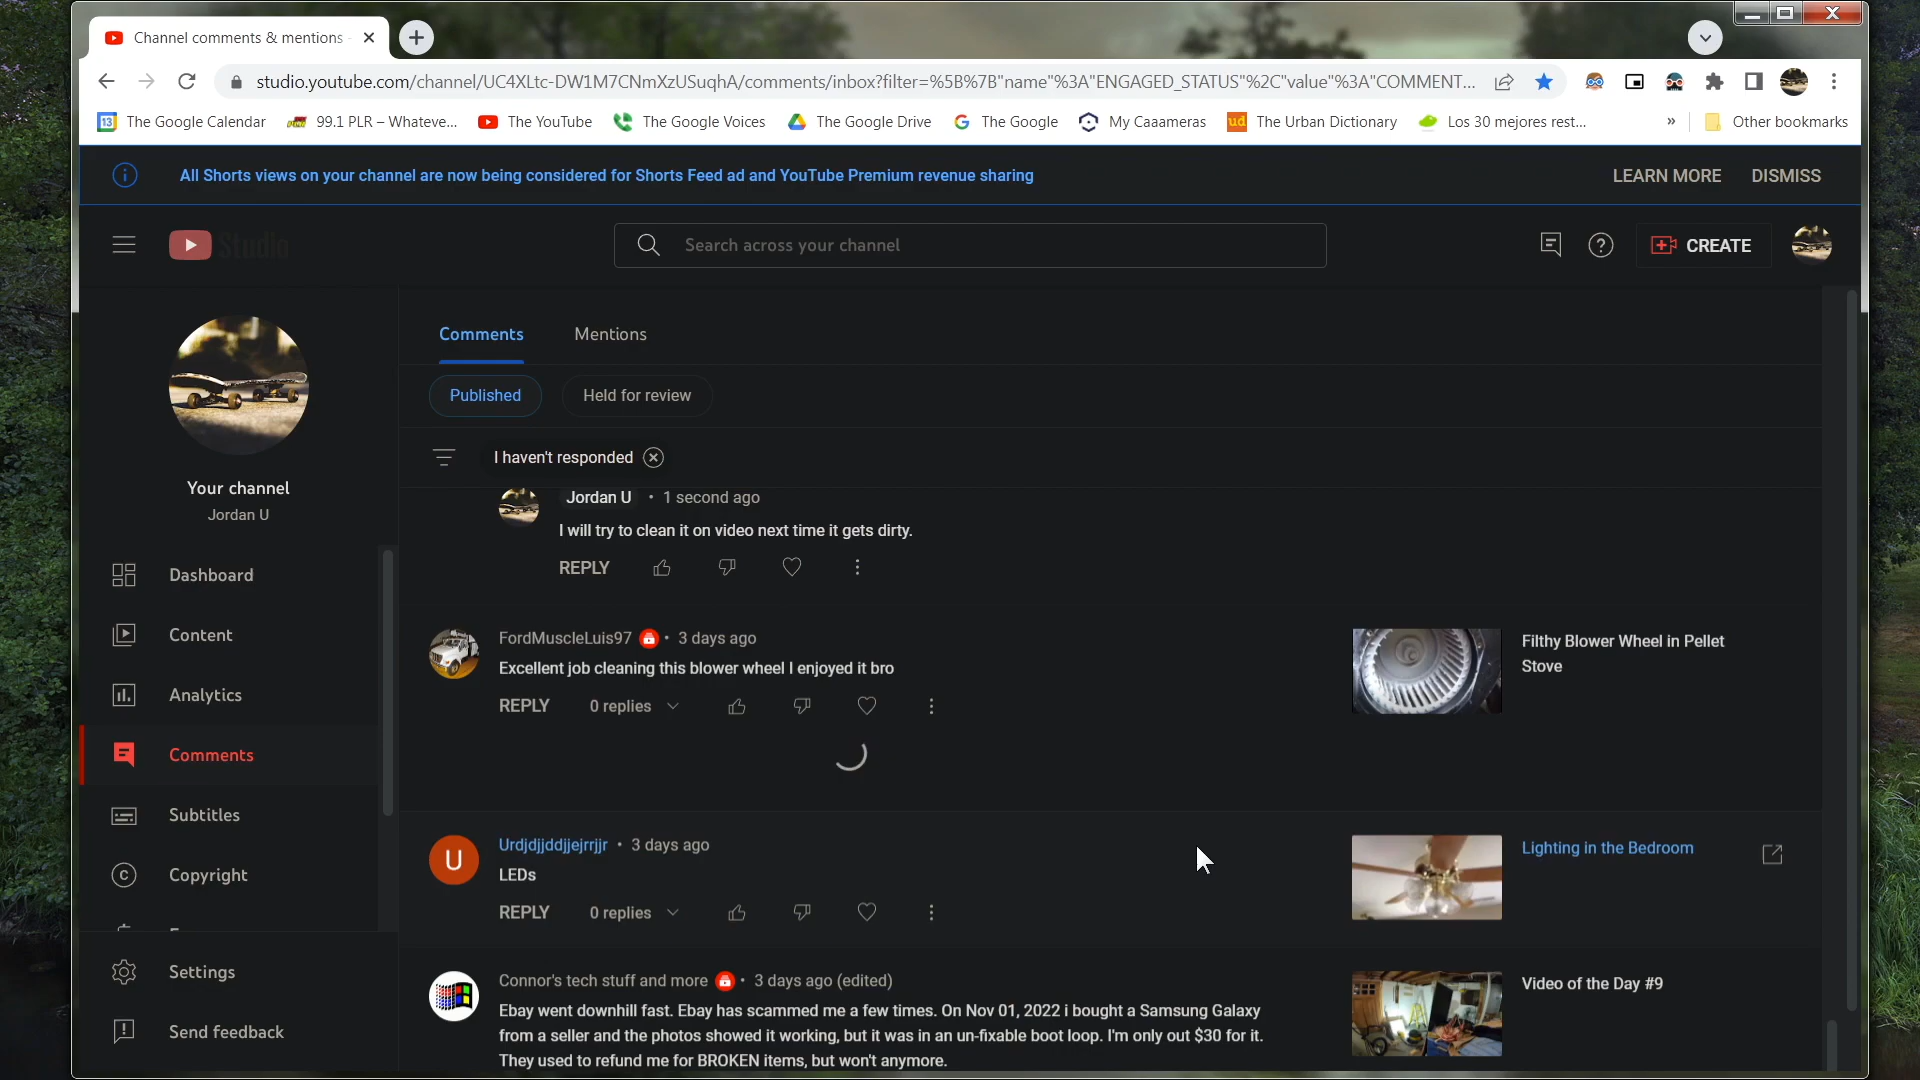 Channel comments & mentions
studio.youtube.com/channel/UC4XLtc-DW1M7CNmXzUSuqhA/comments/inbox?filter=%5B%7B"name"%3A"ENGAGED_STATUS"%2C"value"%3A"COMMENT...
13 The Google Calendar 99.1 PLR – Whateve... The YouTube The Google Voices The Google Drive The Google My Caaameras ud The Urban Dictionary Los 30 mejores rest... » Other bookmarks
All Shorts views on your channel are now being considered for Shorts Feed ad and YouTube Premium revenue sharing LEARN MORE DISMISS
Studio Search across your channel CREATE
Comments Mentions
Published Held for review
I haven't responded
Your channel
Jordan U
Dashboard
Content
Analytics
Comments
Subtitles
Copyright
Settings
Send feedback
Jordan U • 1 second ago
I will try to clean it on video next time it gets dirty.
REPLY
FordMuscleLuis97 • 3 days ago
Excellent job cleaning this blower wheel I enjoyed it bro
REPLY 0 replies
Filthy Blower Wheel in Pellet
Stove
U
Urdjdjjddjjejrrjjr • 3 days ago
LEDs
REPLY 0 replies
Lighting in the Bedroom
Connor's tech stuff and more • 3 days ago (edited)
Ebay went downhill fast. Ebay has scammed me a few times. On Nov 01, 2022 i bought a Samsung Galaxy
from a seller and the photos showed it working, but it was in an un-fixable boot loop. I'm only out $30 for it.
They used to refund me for BROKEN items, but won't anymore.
Video of the Day #9